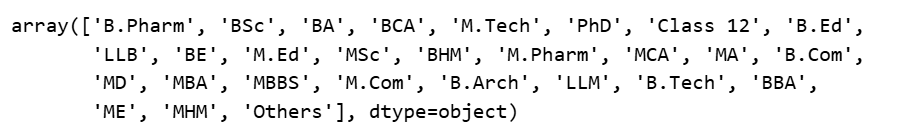 array(['B.Pharm', 'BSc', 'BA', 'BCA', 'M.Tech', 'PhD', 'Class 12', 'B.Ed',
'LLB', 'BE', 'M.Ed', 'MSc', 'BHM', 'M.Pharm', 'MCA', 'MA', 'B.Com',
'MD', 'MBA', 'MBBS', 'M.Com', 'B.Arch', 'LLM', 'B.Tech', 'BBA',
'ME', 'MHM', 'Others'], dtype=object)